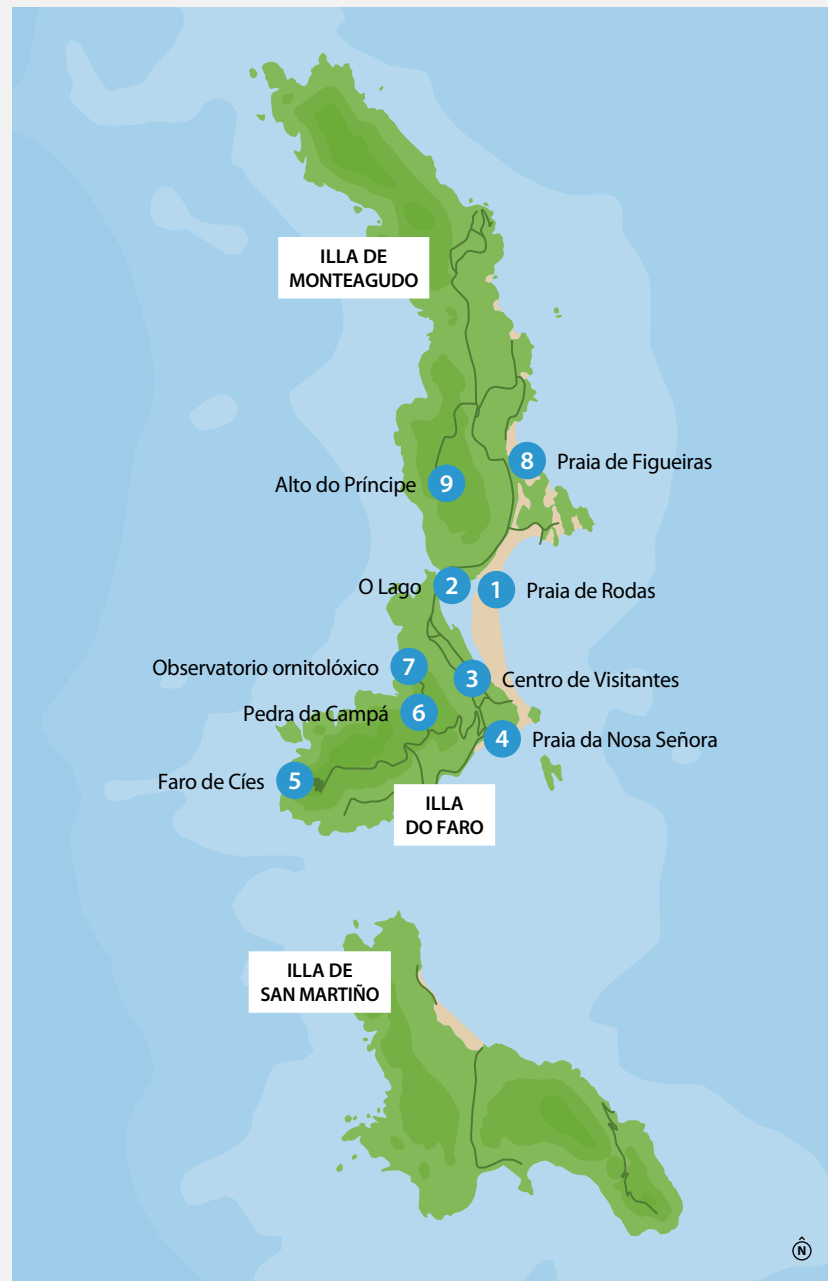 ILLA DE
MONTEAGUDO
8 Praia de Figueiras
Alto do Príncipe 9
O Lago 2
1 Praia de Rodas
Observatorio ornitolóxico 7
3 Centro de Visitantes
Pedra da Campá 6
4 Praia da Nosa Señora
Faro de Cíes 5
ILLA
DO FARO
ILLA DE
SAN MARTIÑO
N